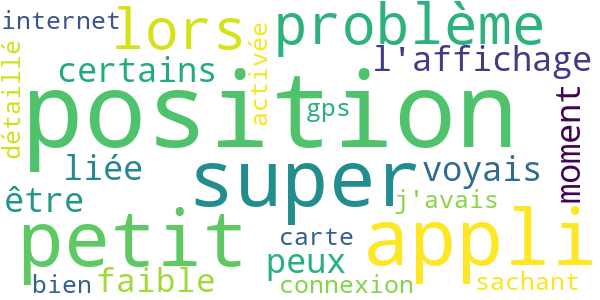 internet
lors
problème
détaillé
certains
activée
l'affichage
position
gps
moment
liée
super
voyais
être
j'avais
petit
appli
carte
peux
bien
faible
connexion
sachant